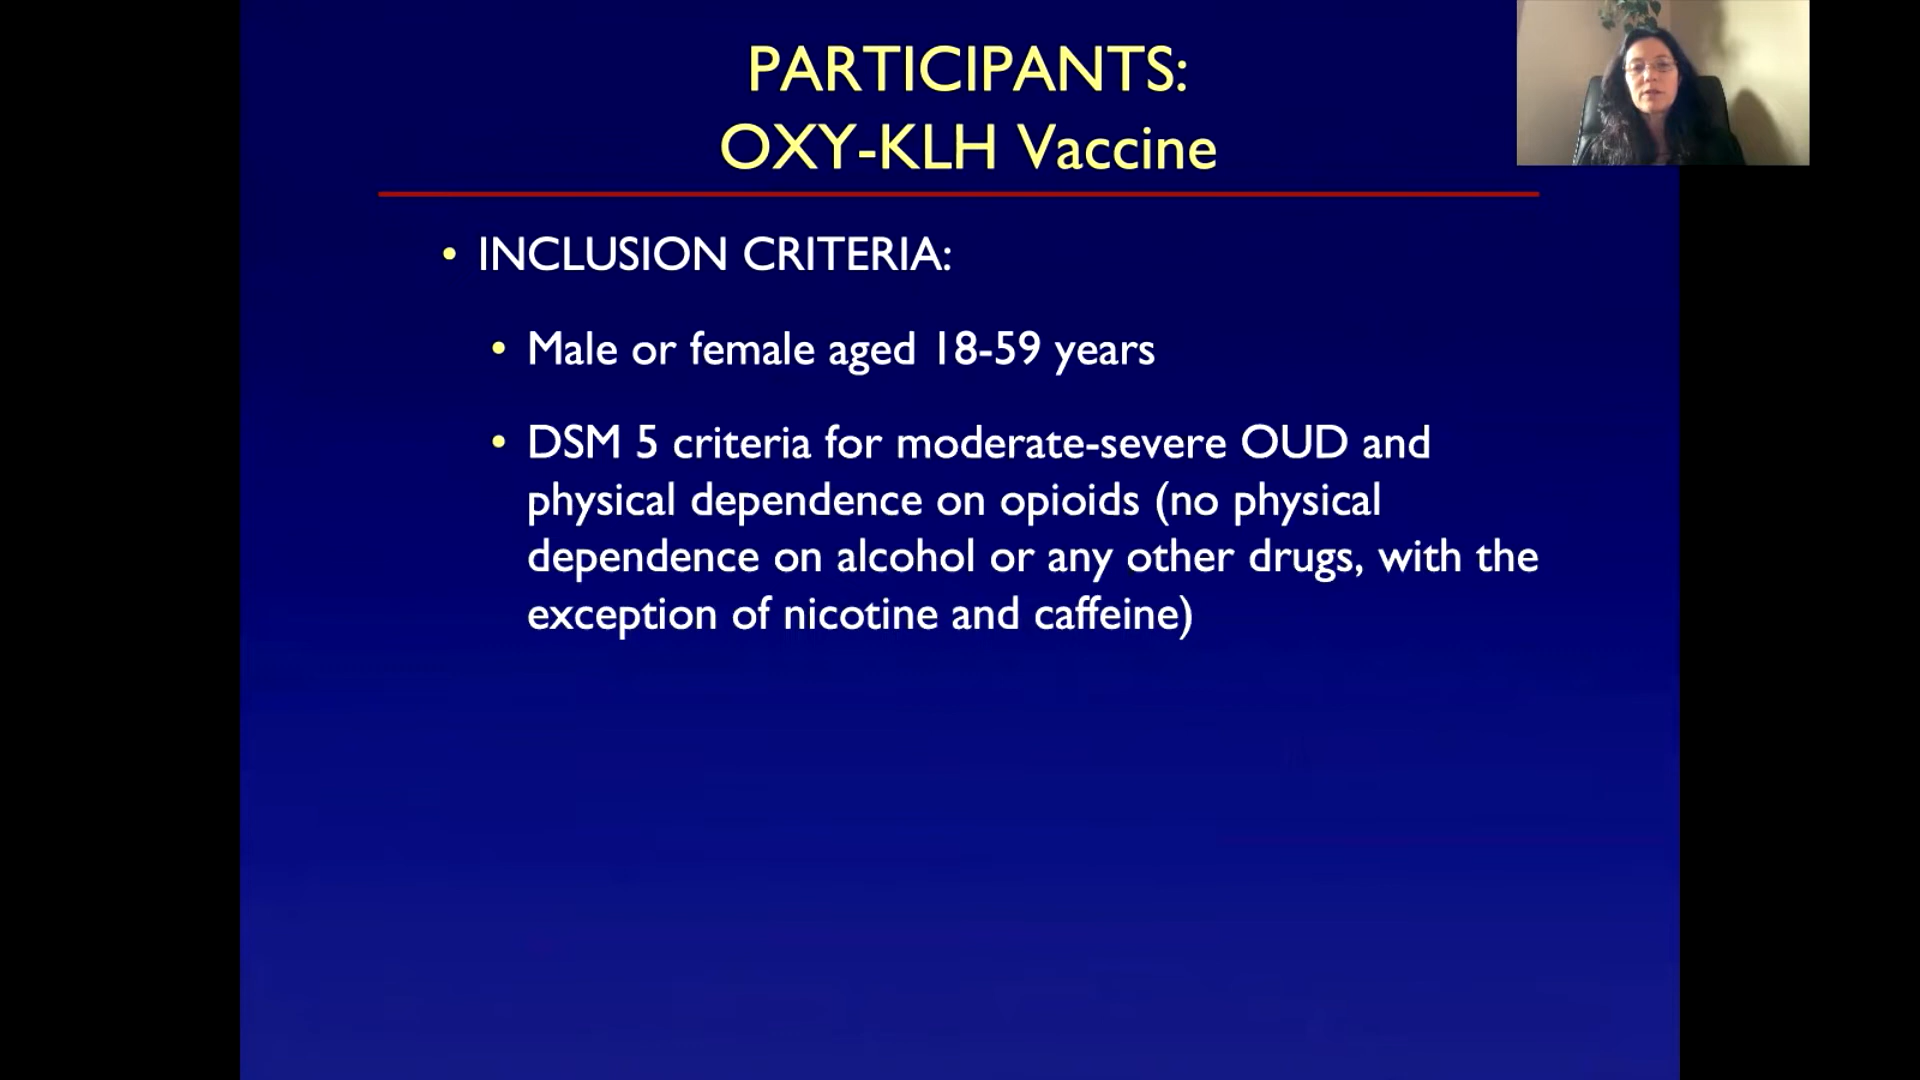 PARTICIPANTS:
OXY-KLH Vaccine
• INCLUSION CRITERIA:
• Male or female aged 18-59 years
• DSM 5 criteria for moderate-severe OUD and
physical dependence on opioids (no physical
dependence on alcohol or any other drugs, with the
exception of nicotine and caffeine)